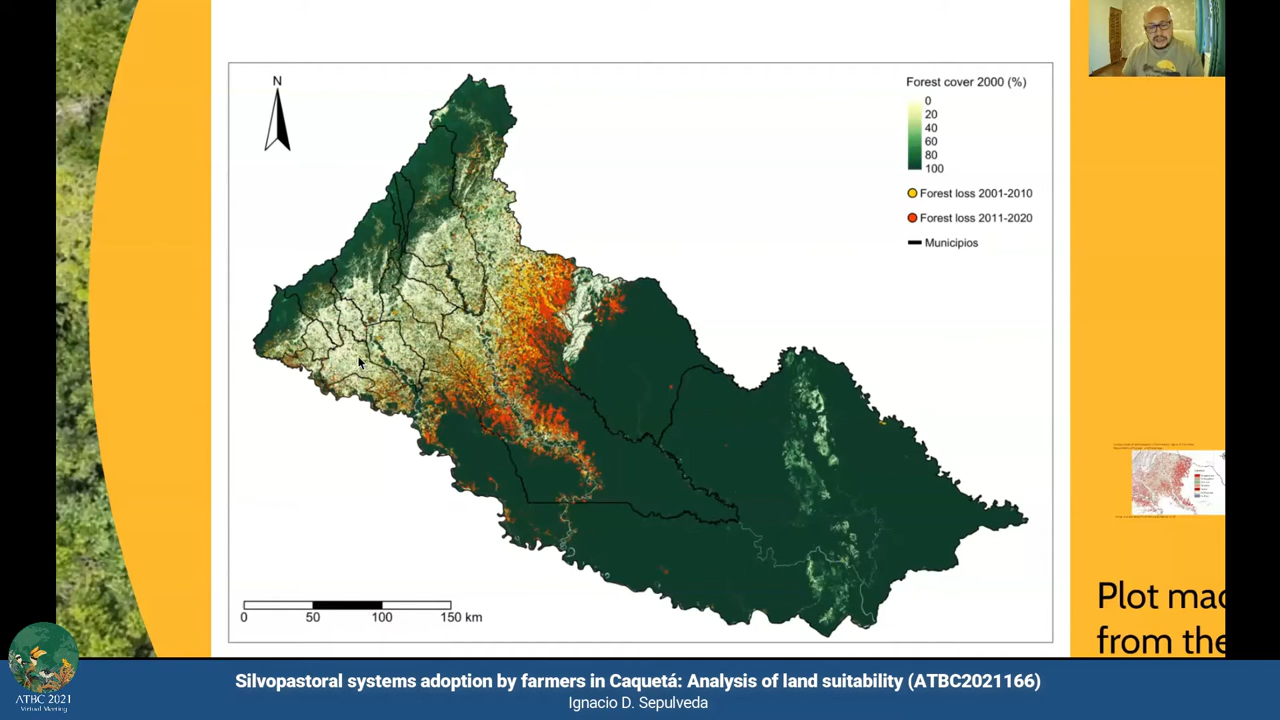 N
Forest cover 2000 (%)
0
20
40
60
80
100
Forest loss 2001-2010
Forest loss 2011-2020
Municipios
0
50
100
150 km
Plot mad
from the
ATBC 2021
Virtual Meeting
Silvopastoral systems adoption by farmers in Caquetá: Analysis of land suitability (ATBC2021166)
Ignacio D. Sepulveda